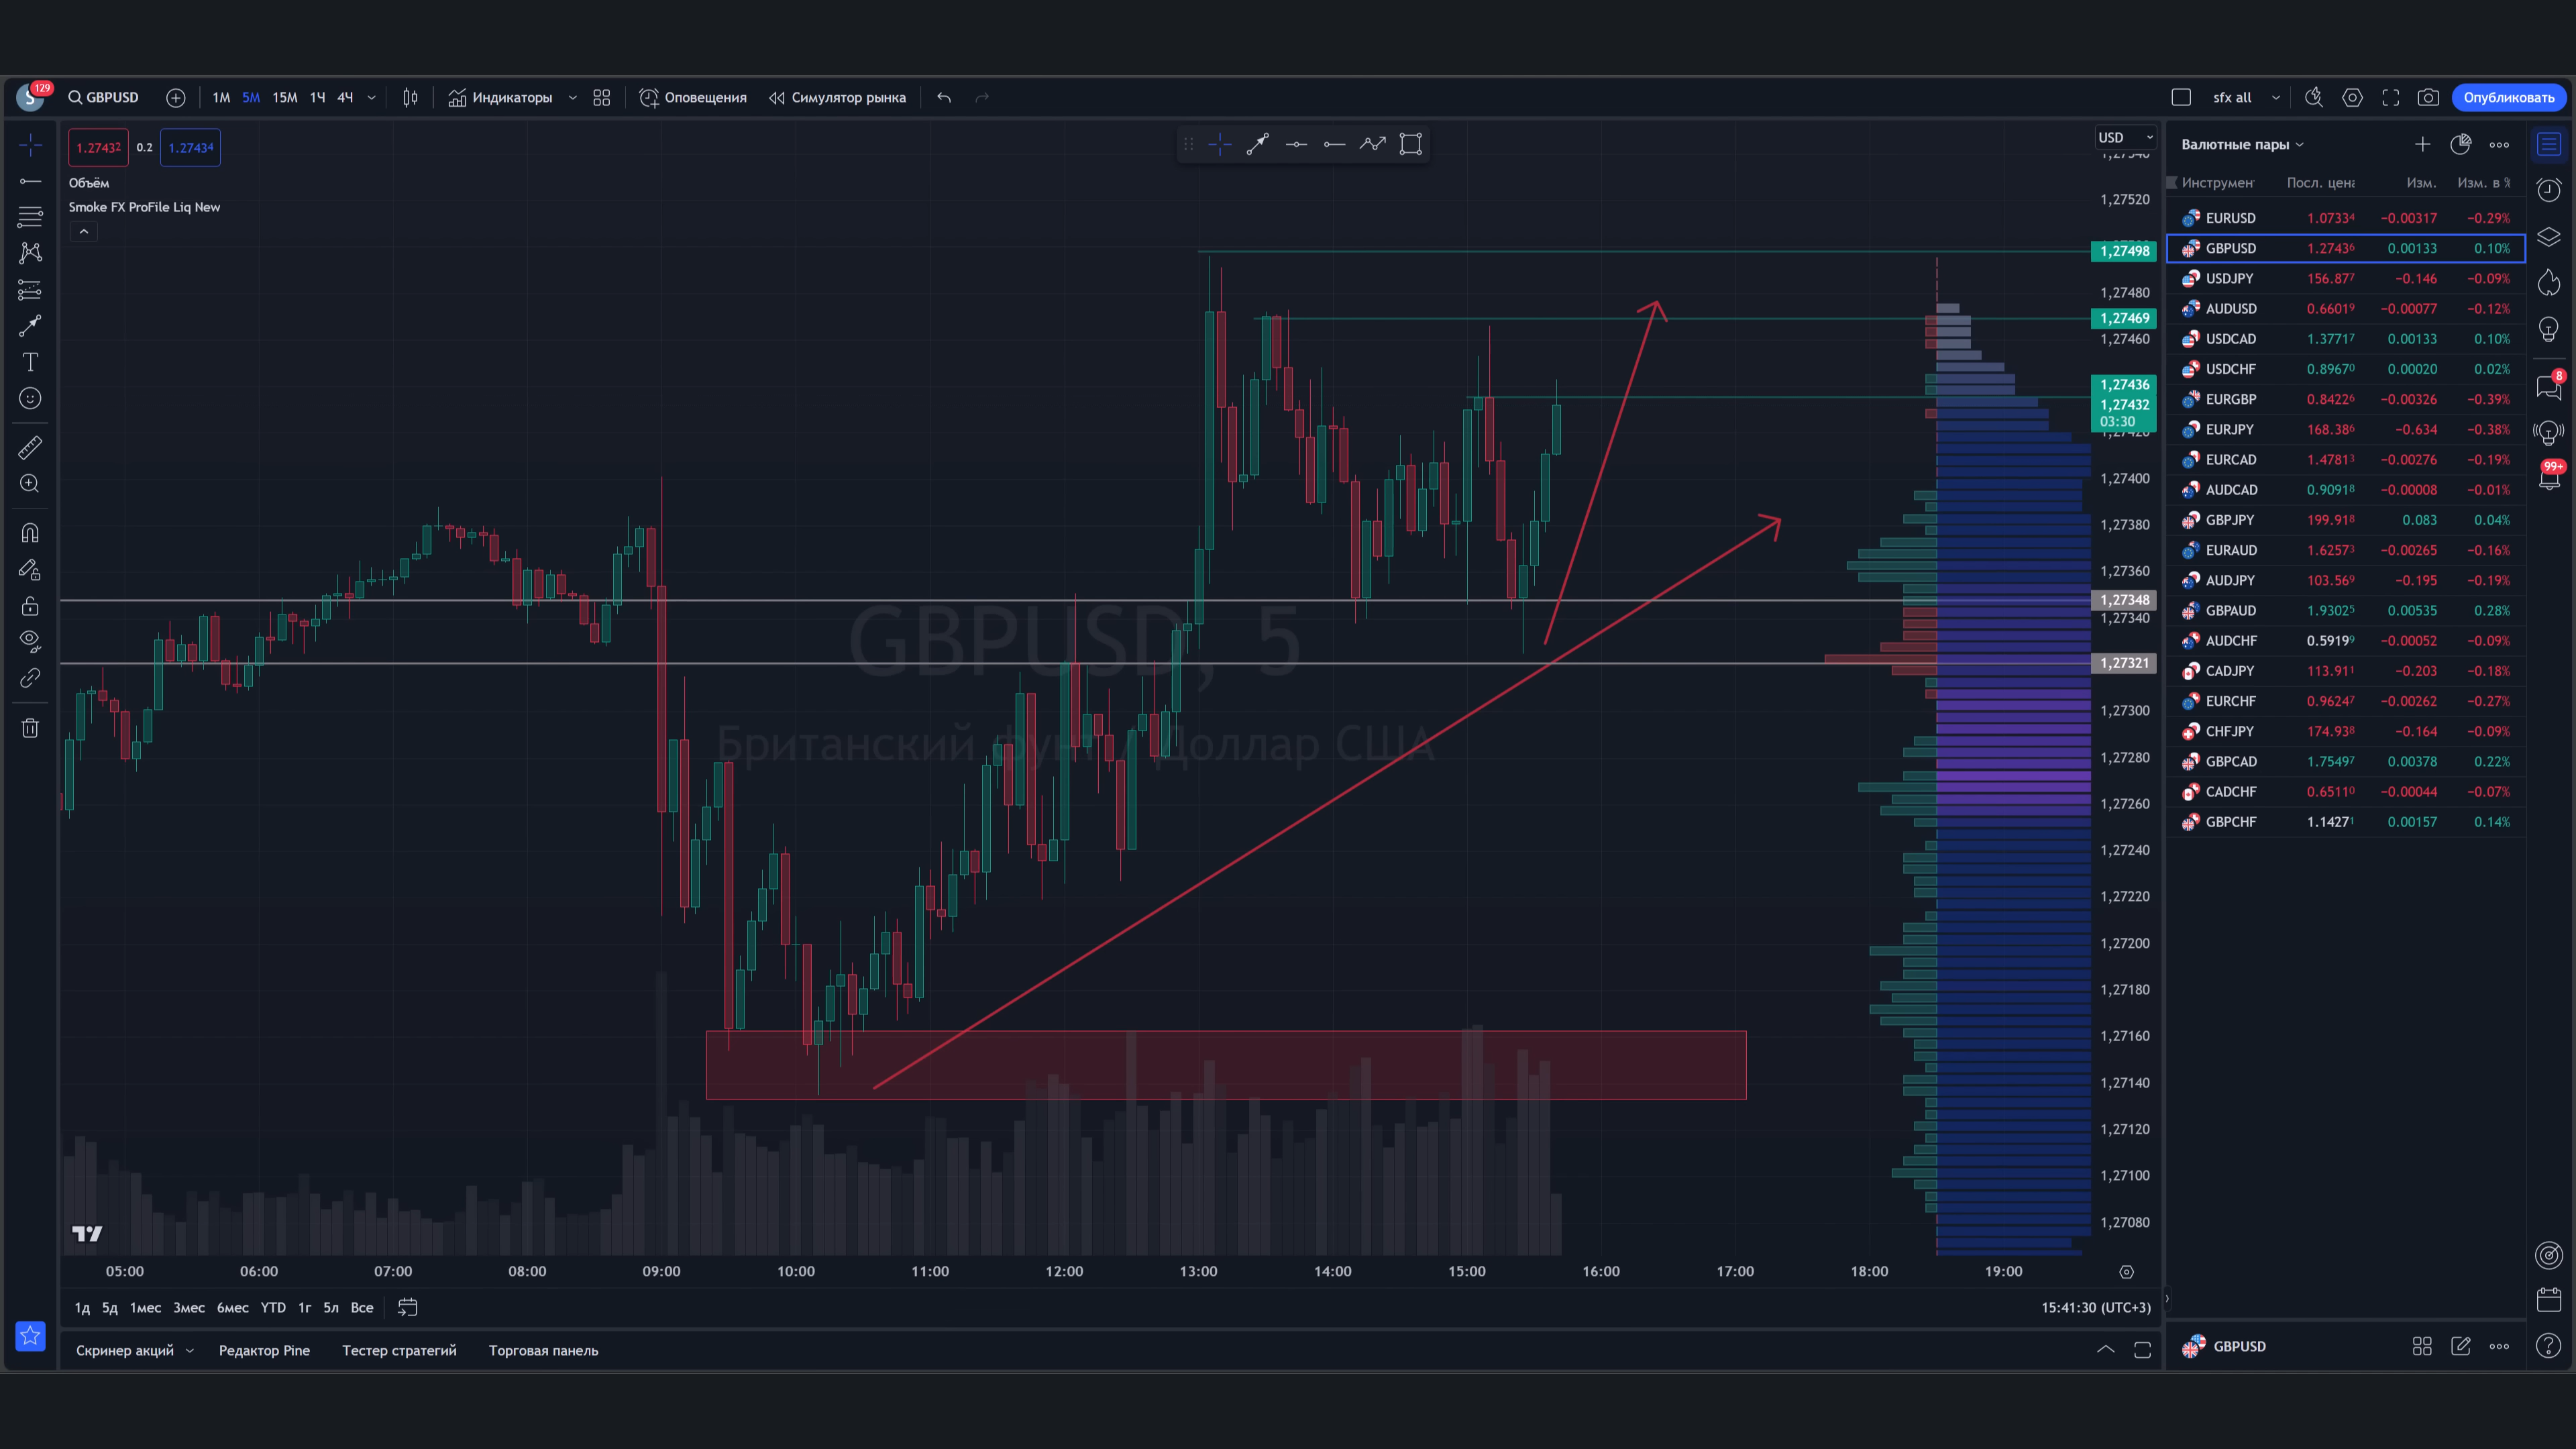 S 129 GBPUSD 1М 5М 15М 1Ч 4Ч Индикаторы Оповещения Симулятор рынка sfx all Опубликовать
1.27432 0.2 1.27434
Объём
Smoke FX ProFile Liq New
USD
1,27520
1,27498
1,27480
1,27469
1,27460
1,27436
1,27432
03:30
1,27420
1,27400
1,27380
1,27360
1,27348
1,27340
1,27321
1,27300
1,27280
1,27260
1,27240
1,27220
1,27200
1,27180
1,27160
1,27140
1,27120
1,27100
1,27080
GBPUSD, 5
Британский фунт / Доллар США
05:00 06:00 07:00 08:00 09:00 10:00 11:00 12:00 13:00 14:00 15:00 16:00 17:00 18:00 19:00
1д 5д 1мес 3мес 6мес YTD 1г 5л Все 15:41:30 (UTC+3)
Скринер акций Редактор Pine Тестер стратегий Торговая панель
Валютные пары
Инструмен Посл. цена Изм. Изм. в %
EURUSD 1.07334 −0.00317 −0.29%
GBPUSD 1.27436 0.00133 0.10%
USDJPY 156.877 −0.146 −0.09%
AUDUSD 0.66019 −0.00077 −0.12%
USDCAD 1.37717 0.00133 0.10%
USDCHF 0.89670 0.00020 0.02%
EURGBP 0.84226 −0.00326 −0.39%
EURJPY 168.386 −0.634 −0.38%
EURCAD 1.47813 −0.00276 −0.19%
AUDCAD 0.90918 −0.00008 −0.01%
GBPJPY 199.918 0.083 0.04%
EURAUD 1.62573 −0.00265 −0.16%
AUDJPY 103.569 −0.195 −0.19%
GBPAUD 1.93025 0.00535 0.28%
AUDCHF 0.59199 −0.00052 −0.09%
CADJPY 113.911 −0.203 −0.18%
EURCHF 0.96247 −0.00262 −0.27%
CHFJPY 174.938 −0.164 −0.09%
GBPCAD 1.75497 0.00378 0.22%
CADCHF 0.65110 −0.00044 −0.07%
GBPCHF 1.14271 0.00157 0.14%
GBPUSD
8
99+